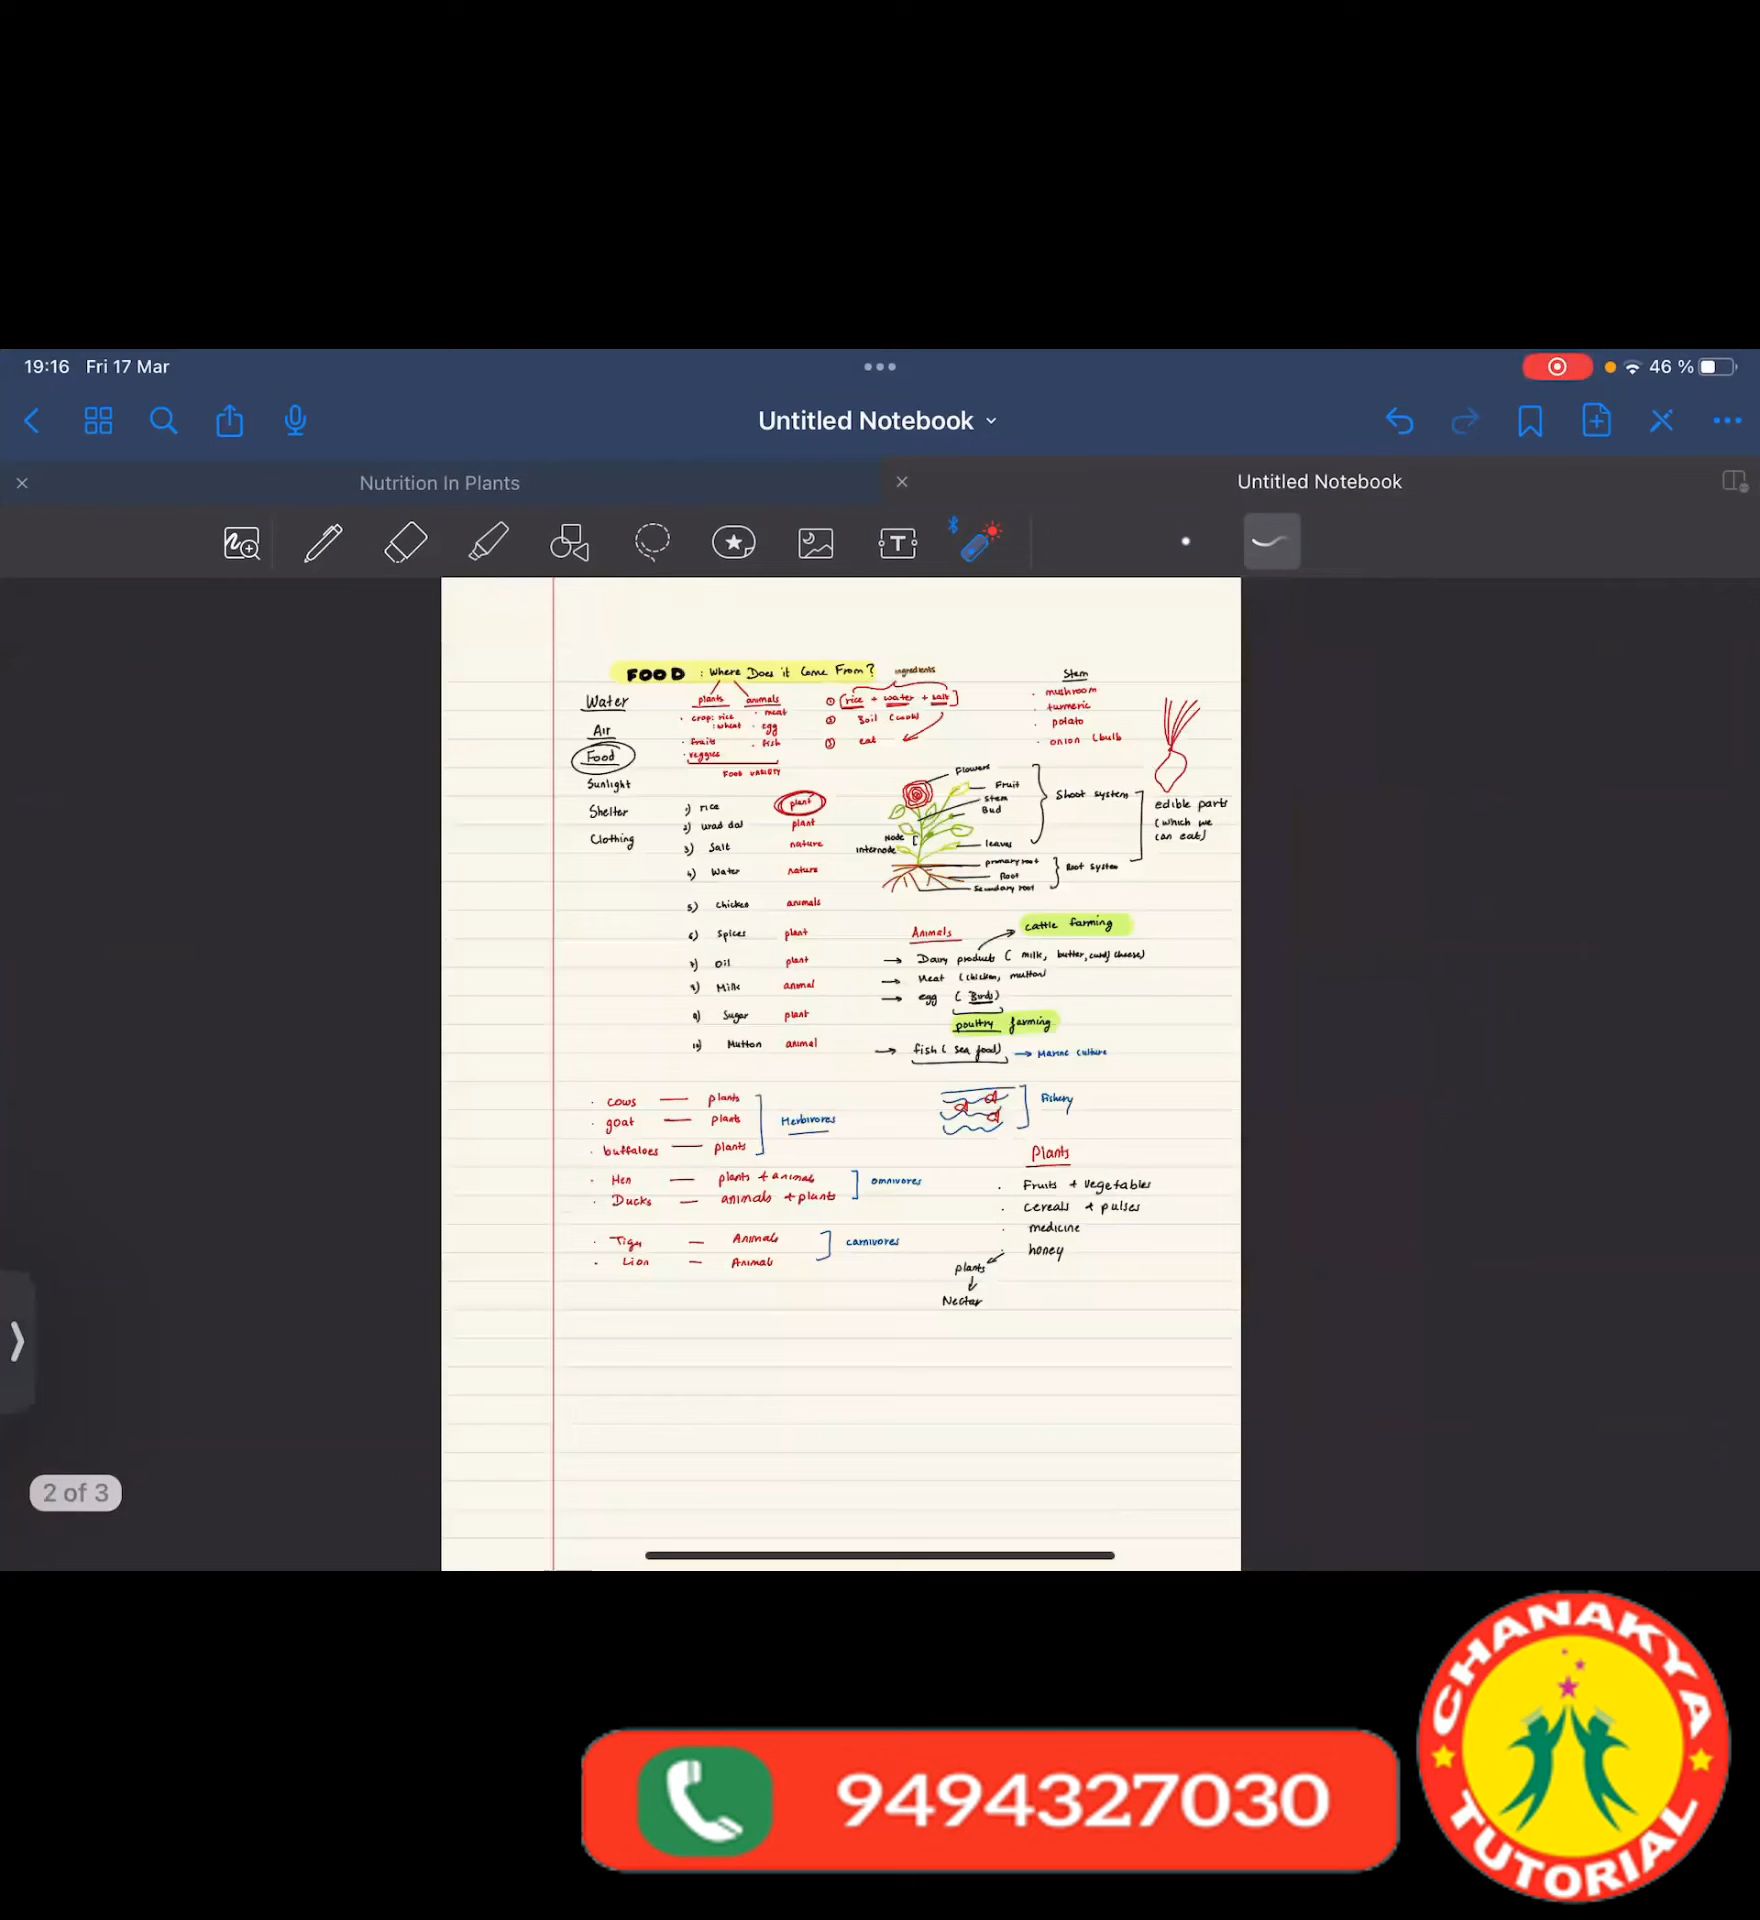 19:16 Fri 17 Mar
46 %
Untitled Notebook
Nutrition In Plants
Untitled Notebook
FOOD : Where Does it Come From?
ingredients
Water
Air
Food
Sunlight
Shelter
Clothing
plants animals
crop: rice
: wheat
fruits
veggies
meat
egg
fish
Food variety
① [rice + water + salt]
② Boil (cook)
③ eat
Stem
mushroom
turmeric
potato
onion (bulb
1) rice plant
2) urad dal plant
3) Salt nature
4) Water nature
5) Chicken animals
6) Spices plant
7) Oil plant
8) Milk animal
9) Sugar plant
10) Mutton animal
Flowers
Fruit
Stem
Bud
Node
internode
leaves
primary root
Root
Secondary root
Shoot system
Root system
edible parts
(which we
can eat)
Animals
cattle farming
→ Dairy products ( milk, butter, curd, cheese)
→ Meat (chicken, mutton)
→ egg ( Birds)
poultry farming
→ fish ( sea food) → Marine culture
Fishery
cows — plants
goat — plants
buffaloes — plants
Herbivores
Hen — plants + animals
Ducks — animals + plants
omnivores
Tiger — Animals
Lion — Animals
carnivores
Plants
Fruits + vegetables
cereals + pulses
medicine
honey
plants
Nectar
2 of 3
9494327030
CHANAKYA
TUTORIAL